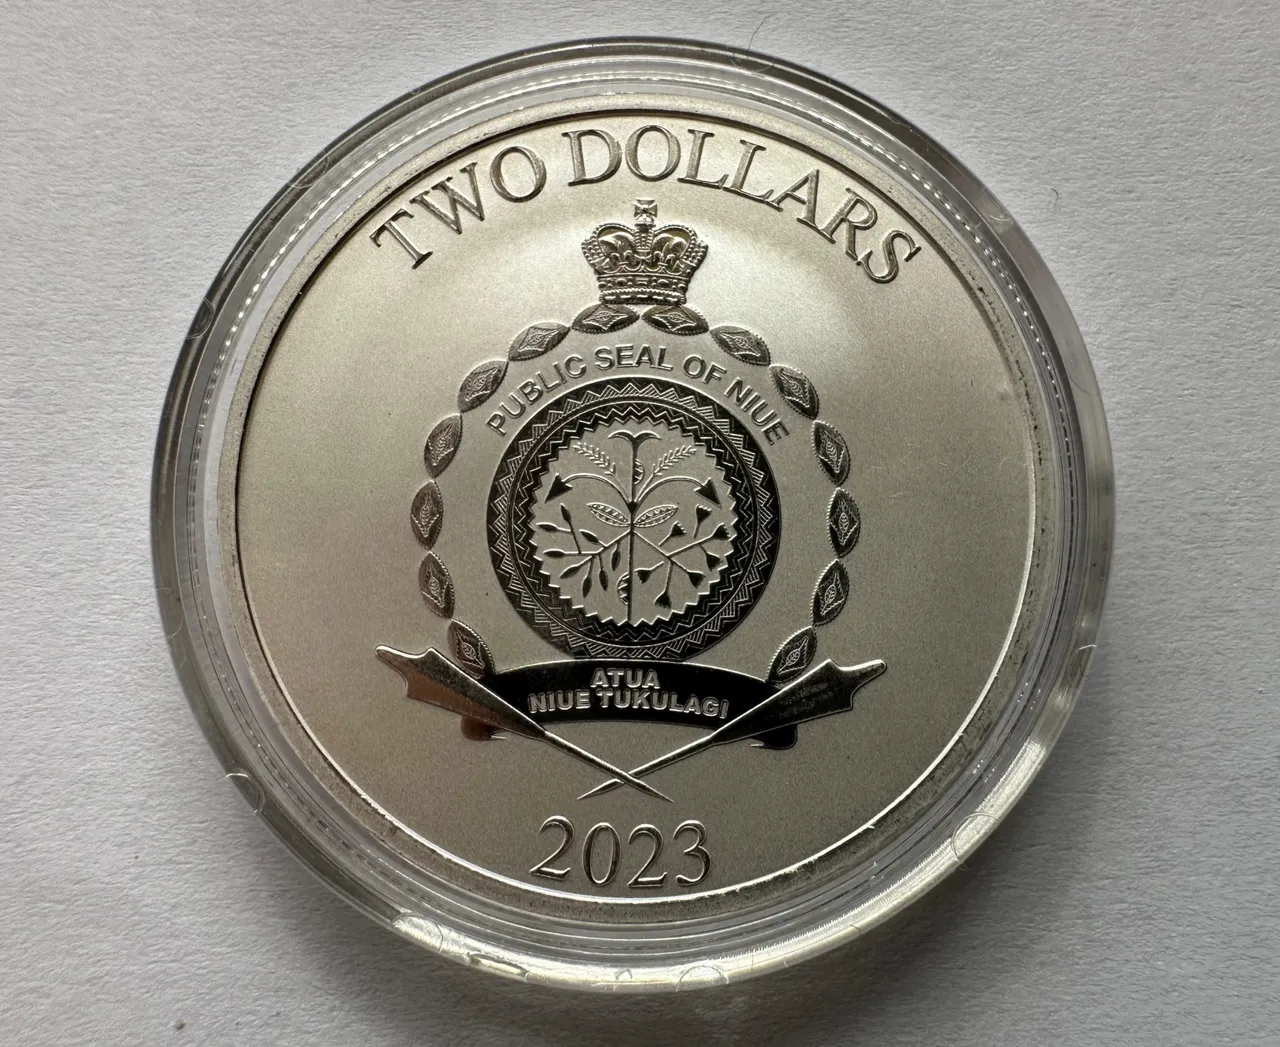 TWO DOLLARS
PUBLIC SEAL OF NIUE
ATUA
NIUE TUKULAGI
2023